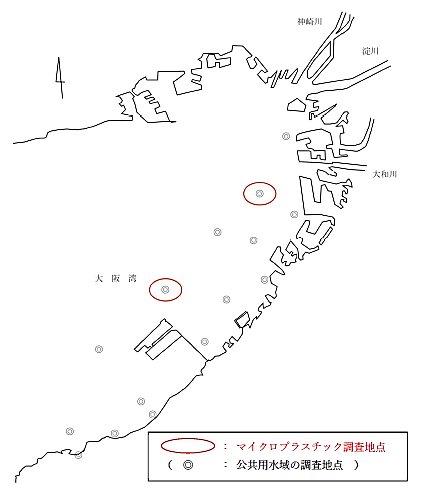 神崎川
淀川
大和川
大阪湾
： マイクロプラスチック調査地点
（ ◎ ： 公共用水域の調査地点 ）